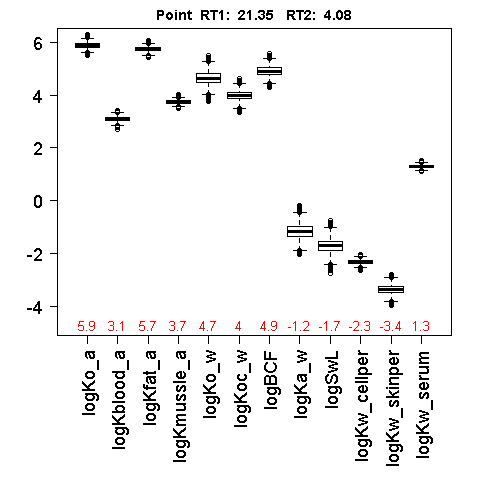 Point RT1: 21.35 RT2: 4.08
6
4
2
0
-2
-4
5.9 3.1 5.7 3.7 4.7 4 4.9 -1.2 -1.7 -2.3 -3.4 1.3
logKo_a
logKblood_a
logKfat_a
logKmussle_a
logKo_w
logKoc_w
logBCF
logKa_w
logSwL
logKw_cellper
logKw_skinper
logKw_serum